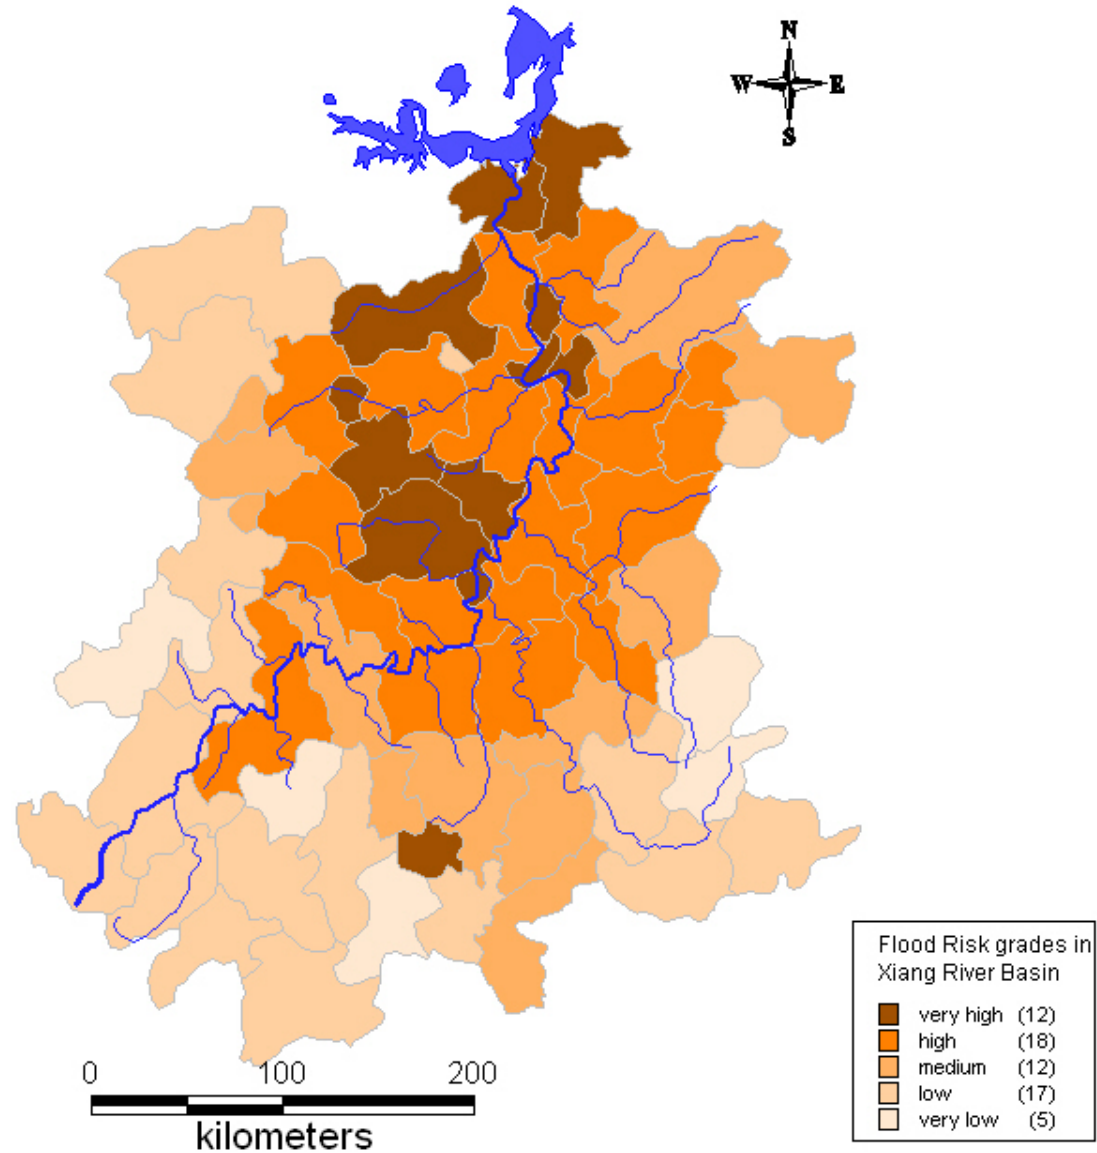 N
W E
S
Flood Risk grades in
Xiang River Basin
very high (12)
high (18)
medium (12)
low (17)
very low (5)
0 100 200
kilometers